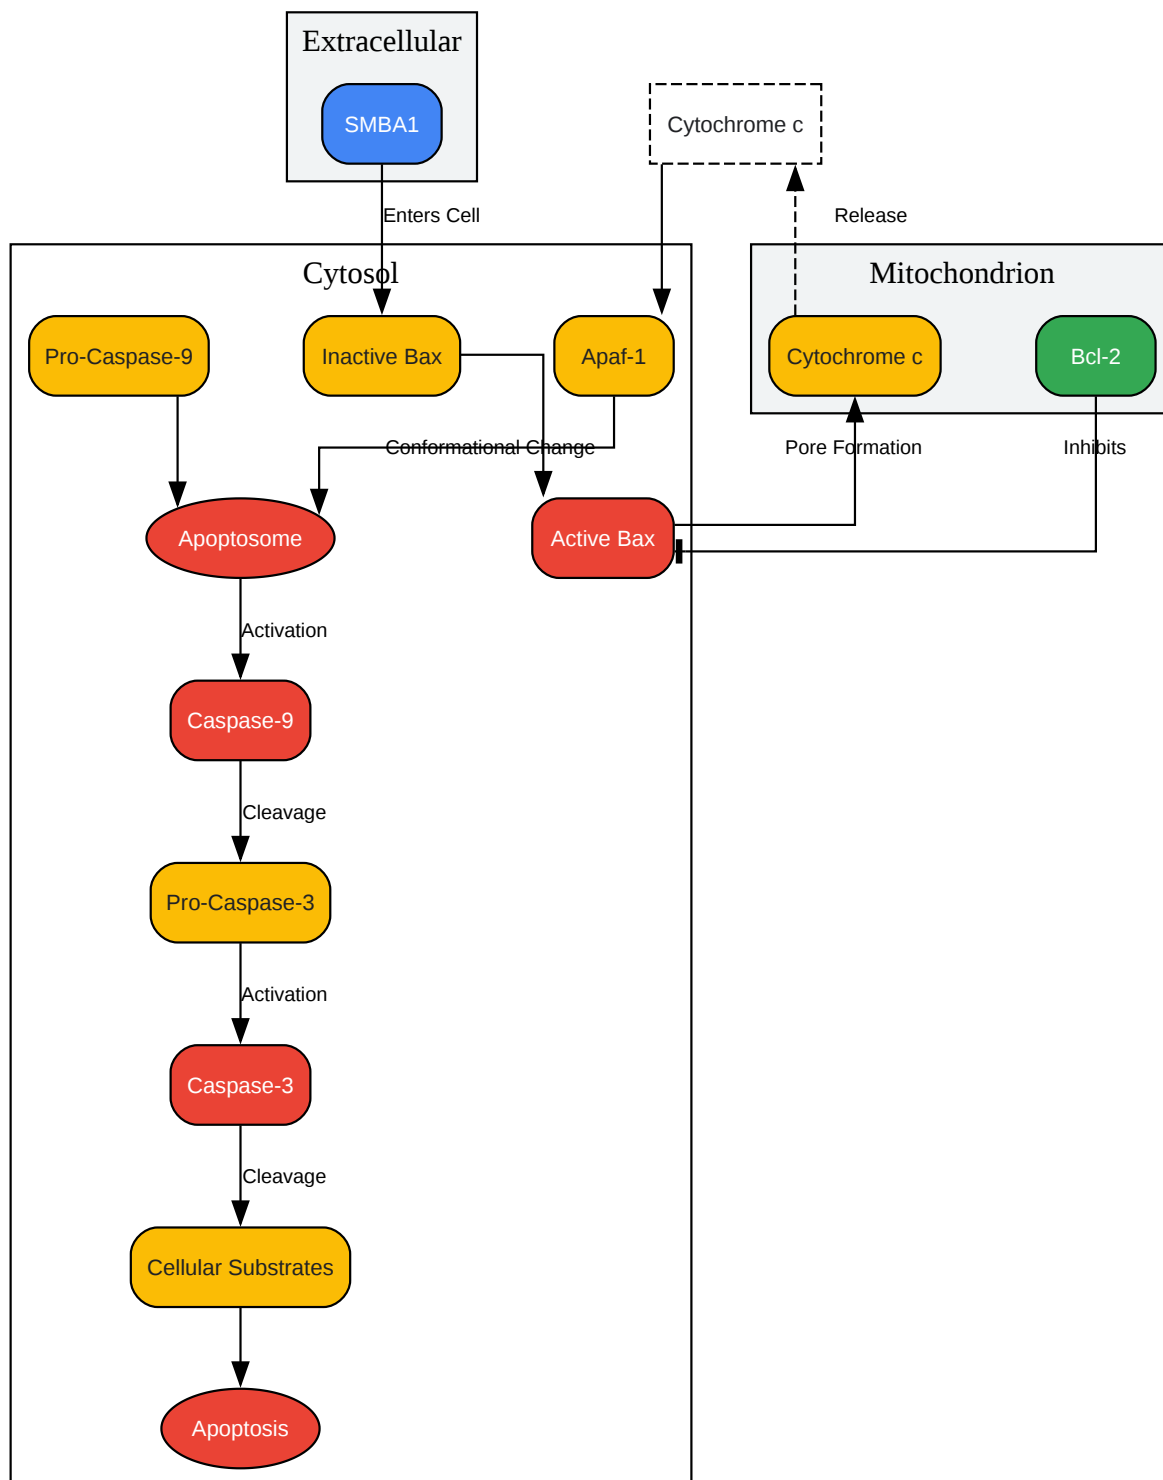 Extracellular
SMBA1
Cytochrome c
Enters Cell
Release
Cytosol
Mitochondrion
Pro-Caspase-9
Inactive Bax
Apaf-1
Cytochrome c
Bcl-2
Conformational Change
Pore Formation
Inhibits
Apoptosome
Active Bax
Activation
Caspase-9
Cleavage
Pro-Caspase-3
Activation
Caspase-3
Cleavage
Cellular Substrates
Apoptosis